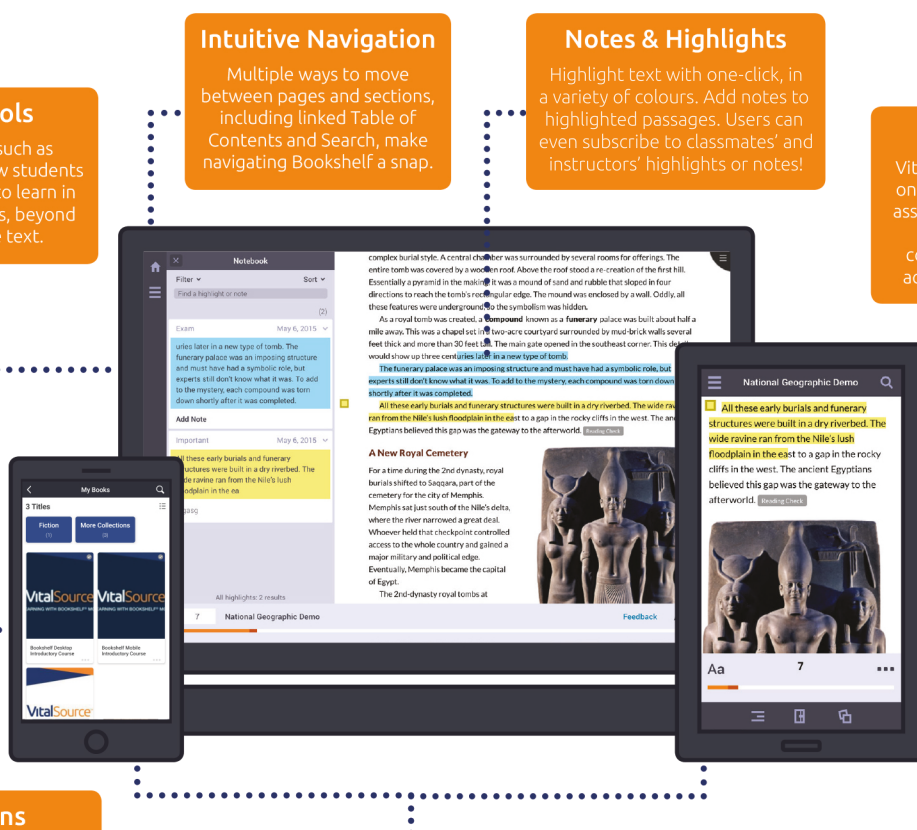 Intuitive Navigation
Multiple ways to move
between pages and sections,
including linked Table of
Contents and Search, make
navigating Bookshelf a snap.
Notes & Highlights
Highlight text with one-click, in
a variety of colours. Add notes to
highlighted passages. Users can
even subscribe to classmates’ and
instructors’ highlights or notes!
ols
such as
w students
to learn in
s, beyond
text.
Vit
on
ass
co
ac
Notebook
Filter
Sort
Find a highlight or note
(2)
Exam May 6, 2015
uries later in a new type of tomb. The
funerary palace was an imposing structure
and must have had a symbolic role, but
experts still don't know what it was. To add
to the mystery, each compound was torn
down shortly after it was completed.
Add Note
Important May 6, 2015
ll these early burials and funerary
structures were built in a dry riverbed. The
de ravine ran from the Nile's lush
odplain in the ea
gasg
All highlights: 2 results
complex burial style. A central chamber was surrounded by several rooms for offerings. The
entire tomb was covered by a wooden roof. Above the roof stood a re-creation of the first hill.
Essentially a pyramid in the making, it was a mound of sand and rubble that sloped in four
directions to reach the tomb's rectangular edge. The mound was enclosed by a wall. Oddly, all
these features were underground, so the symbolism was hidden.
As a royal tomb was created, a compound known as a funerary palace was built about half a
mile away. This was a chapel set in a two-acre courtyard surrounded by mud-brick walls several
feet thick and more than 30 feet tall. The main gate opened in the southeast corner. This detail
would show up three centuries later in a new type of tomb.
The funerary palace was an imposing structure and must have had a symbolic role, but
experts still don't know what it was. To add to the mystery, each compound was torn down
shortly after it was completed.
All these early burials and funerary structures were built in a dry riverbed. The wide rav
ran from the Nile's lush floodplain in the east to a gap in the rocky cliffs in the west. The an
Egyptians believed this gap was the gateway to the afterworld. Reading Check
A New Royal Cemetery
For a time during the 2nd dynasty, royal
burials shifted to Saqqara, part of the
cemetery for the city of Memphis.
Memphis sat just south of the Nile's delta,
where the river narrowed a great deal.
Whoever held that checkpoint controlled
access to the whole country and gained a
major military and political edge.
Eventually, Memphis became the capital
of Egypt.
The 2nd-dynasty royal tombs at
7 National Geographic Demo Feedback
My Books
3 Titles
Fiction
(1)
More Collections
(3)
VitalSource
VitalSource
ARNING WITH BOOKSHELF
ARNING WITH BOOKSHELF
Bookshelf Desktop
Introductory Course
Bookshelf Mobile
Introductory Course
VitalSource
National Geographic Demo
All these early burials and funerary
structures were built in a dry riverbed. The
wide ravine ran from the Nile's lush
floodplain in the east to a gap in the rocky
cliffs in the west. The ancient Egyptians
believed this gap was the gateway to the
afterworld. Reading Check
Aa 7
ns